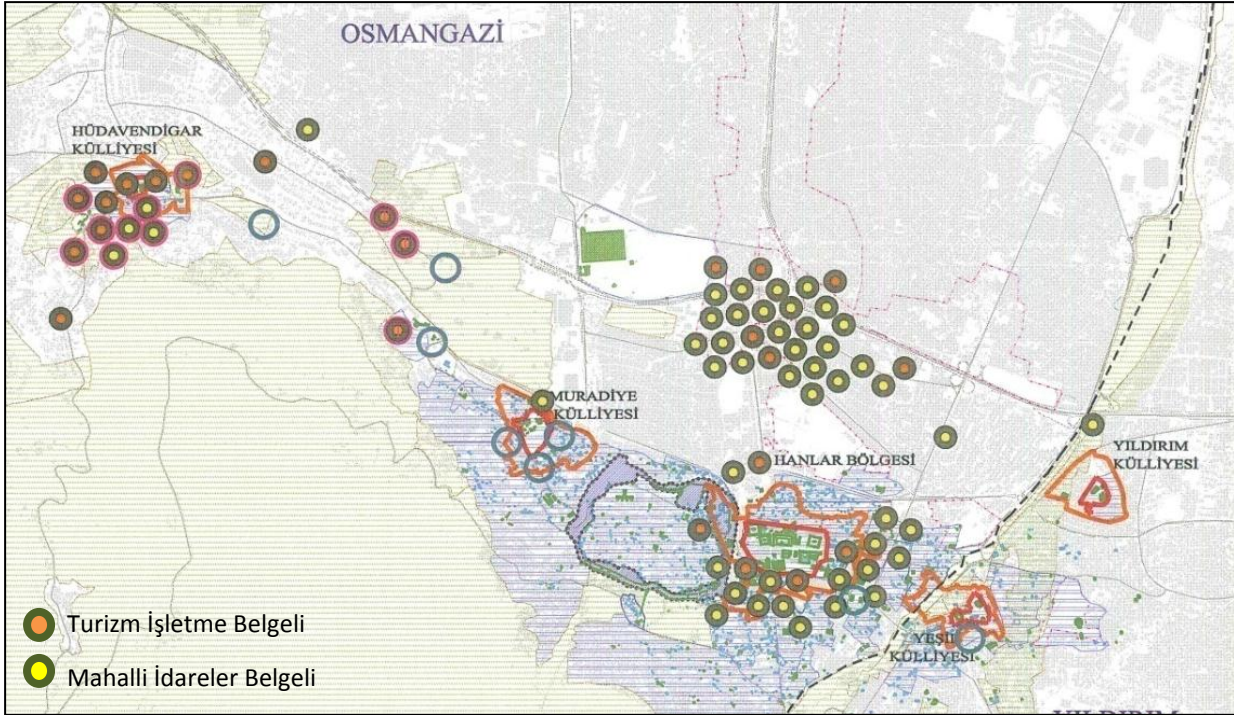 OSMANGAZİ
HÜDAVENDİGAR
KÜLLİYESİ
MURADİYE
KÜLLİYESİ
HANLAR BÖLGESİ
YILDIRIM
KÜLLİYESİ
YEŞİL
KÜLLİYESİ
Turizm İşletme Belgeli
Mahalli İdareler Belgeli
YILDIRIM